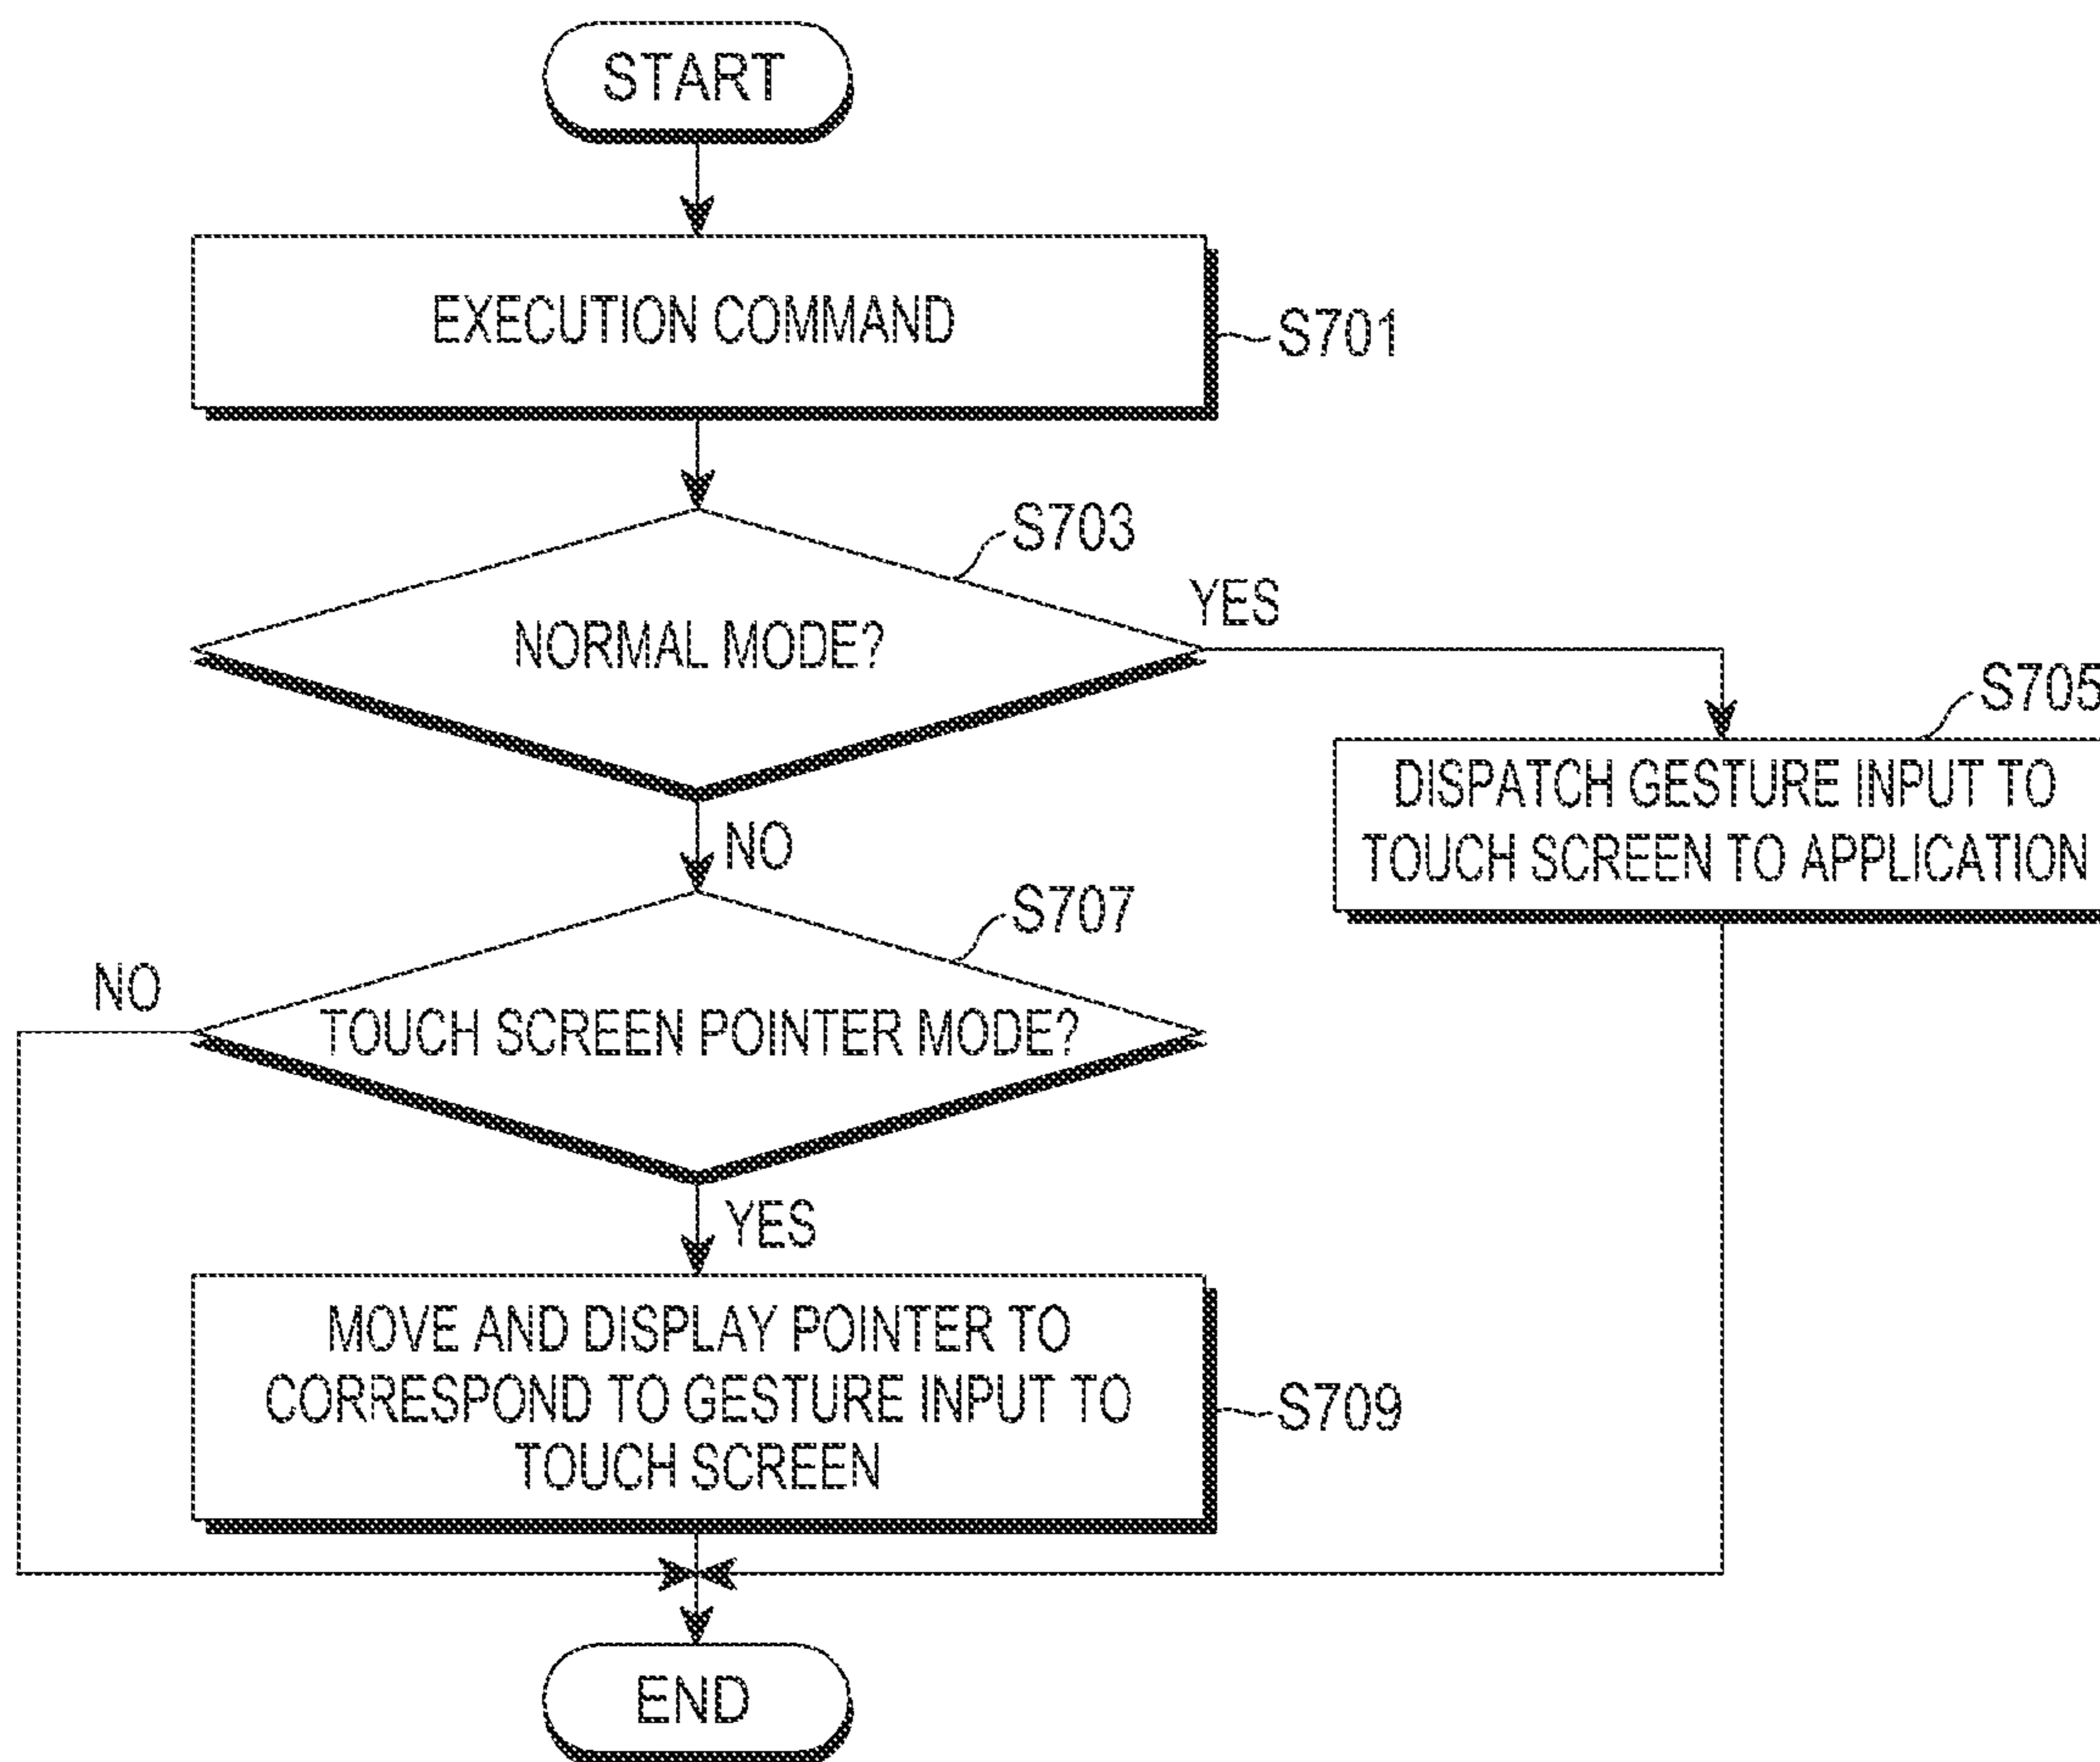 START
EXECUTION COMMAND
S701
S703
NORMAL MODE?
YES
S705
DISPATCH GESTURE INPUT TO
TOUCH SCREEN TO APPLICATION
NO
S707
NO
TOUCH SCREEN POINTER MODE?
YES
MOVE AND DISPLAY POINTER TO
CORRESPOND TO GESTURE INPUT TO
TOUCH SCREEN
S709
END